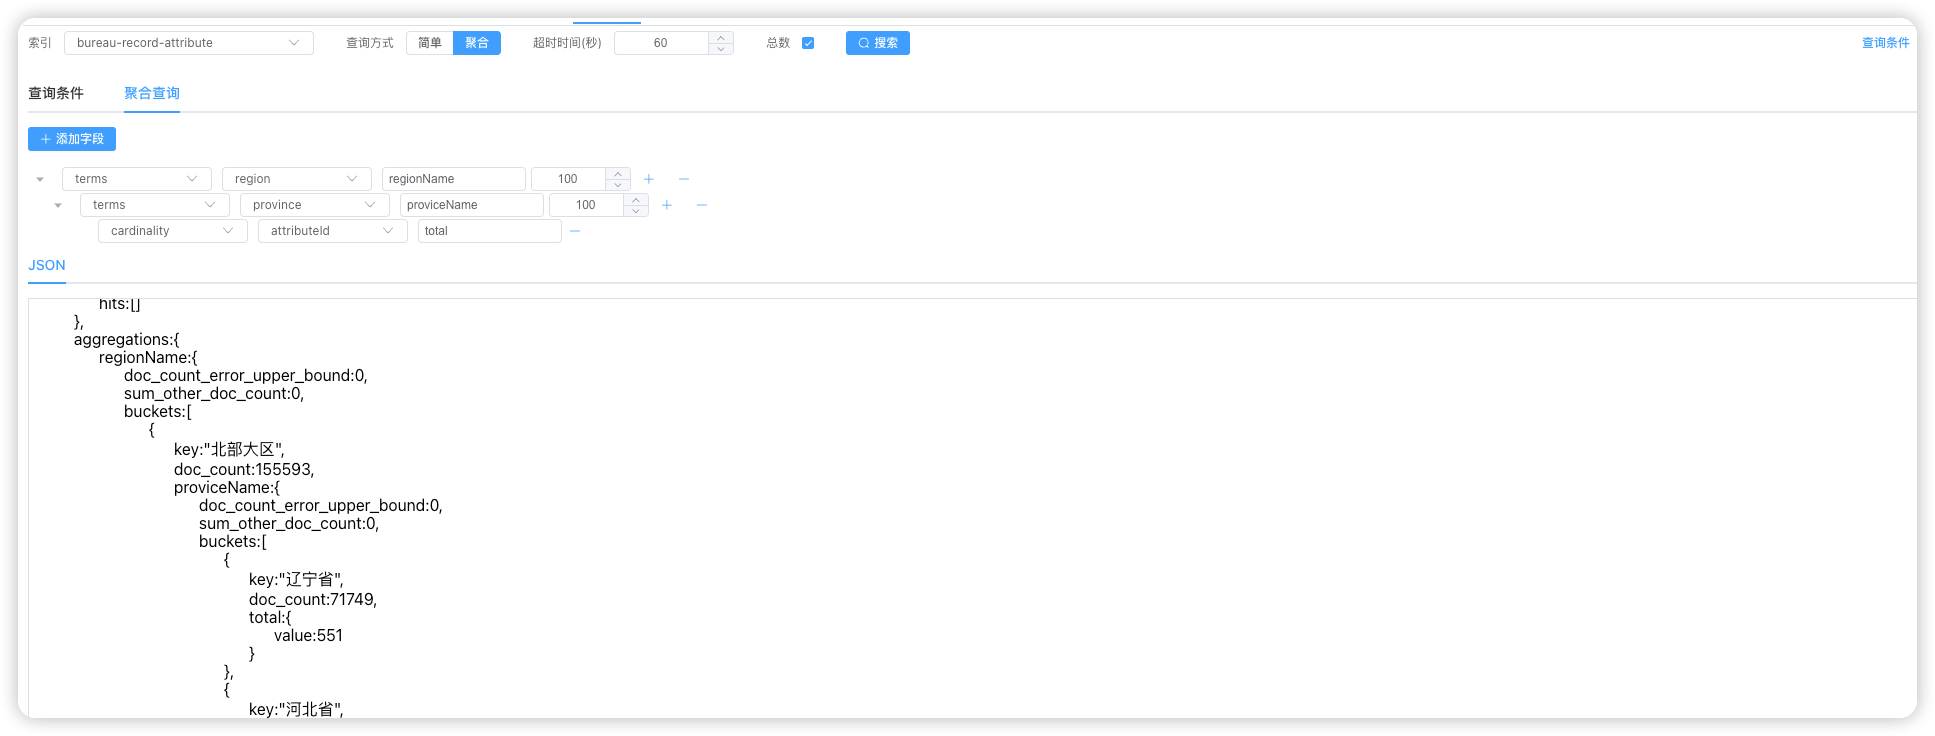 索引 bureau-record-attribute 查询方式 简单 聚合 超时时间(秒) 60 总数 搜索 查询条件
查询条件 聚合查询
添加字段
terms region regionName 100
terms province proviceName 100
cardinality attributeId total
JSON
hits:[]
},
aggregations:{
regionName:{
doc_count_error_upper_bound:0,
sum_other_doc_count:0,
buckets:[
{
key:"北部大区",
doc_count:155593,
proviceName:{
doc_count_error_upper_bound:0,
sum_other_doc_count:0,
buckets:[
{
key:"辽宁省",
doc_count:71749,
total:{
value:551
}
},
{
key:"河北省",